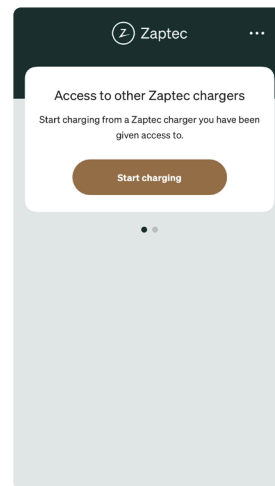 Zaptec
Access to other Zaptec chargers
Start charging from a Zaptec charger you have been
given access to.
Start charging